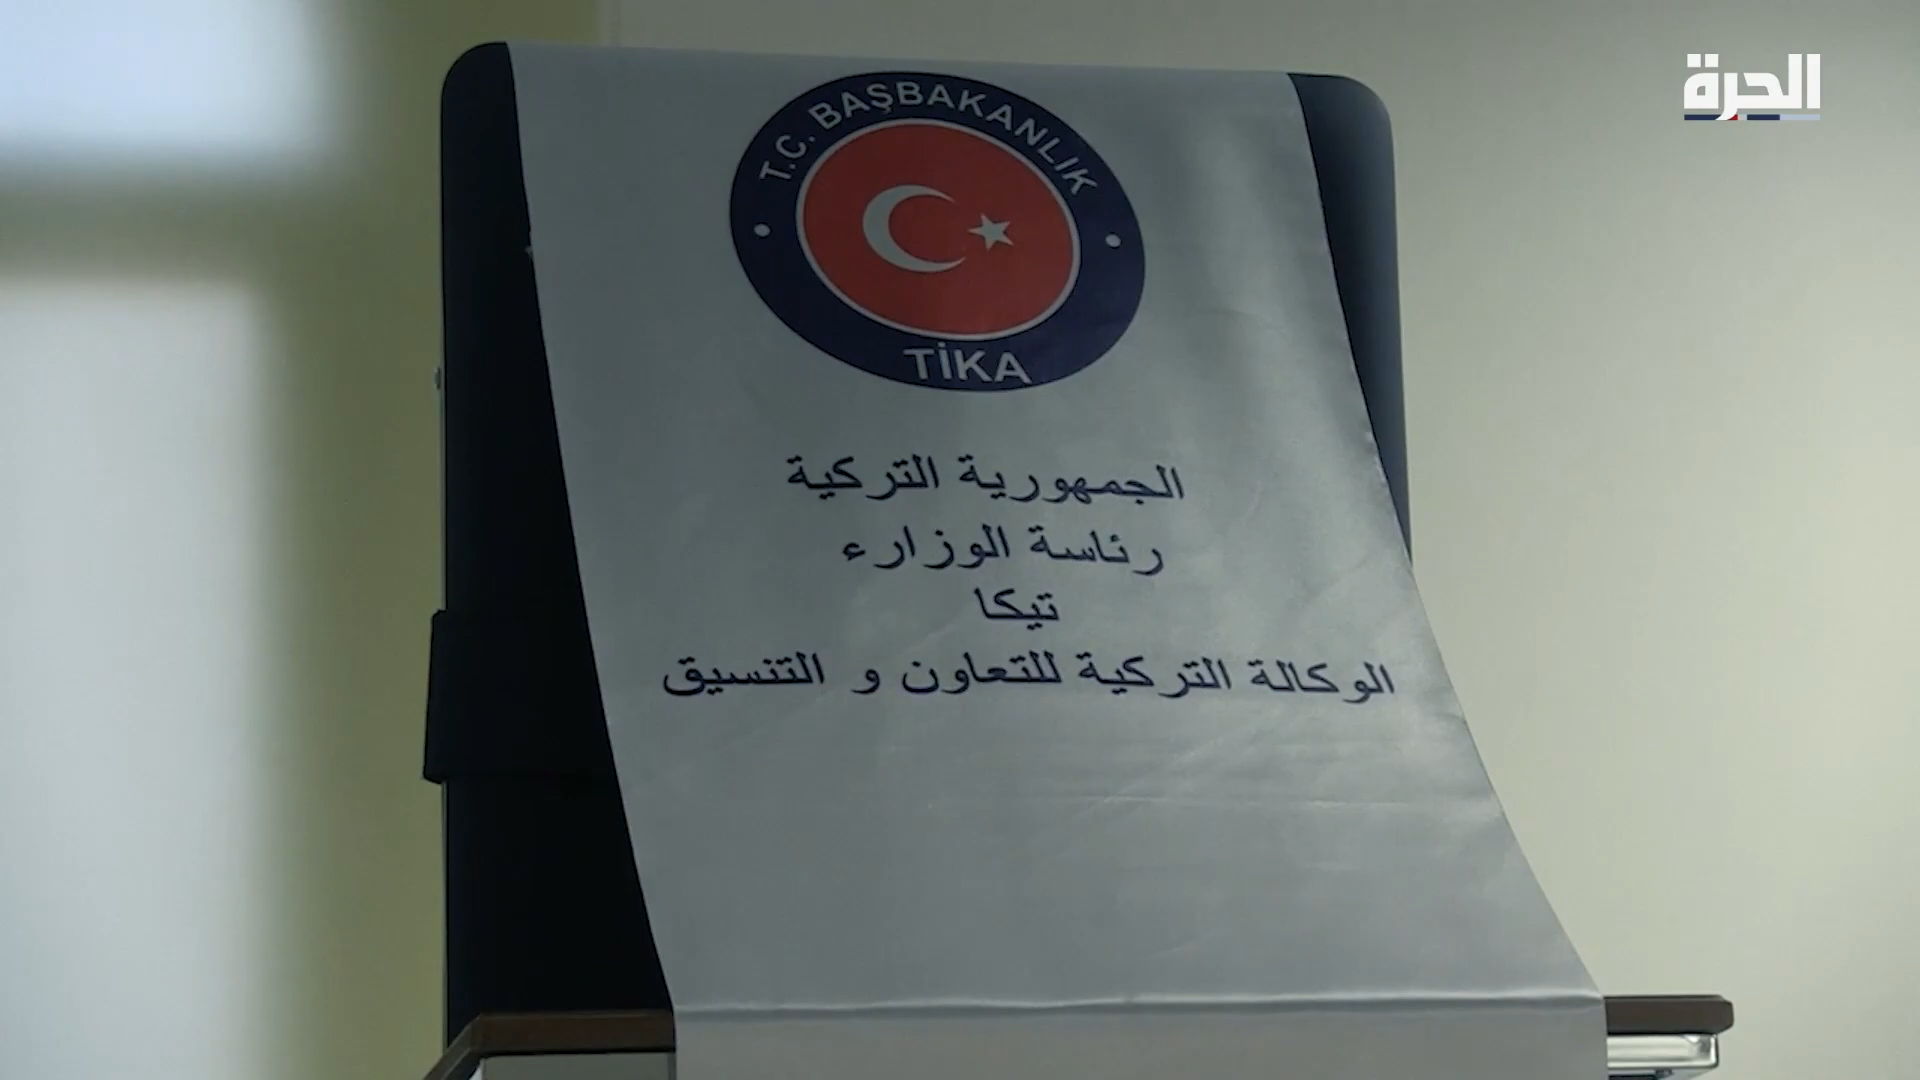 الحرة
T.C. BAŞBAKANLIK
TİKA
الجمهورية التركية
رئاسة الوزارء
تيكا
الوكالة التركية للتعاون و التنسيق